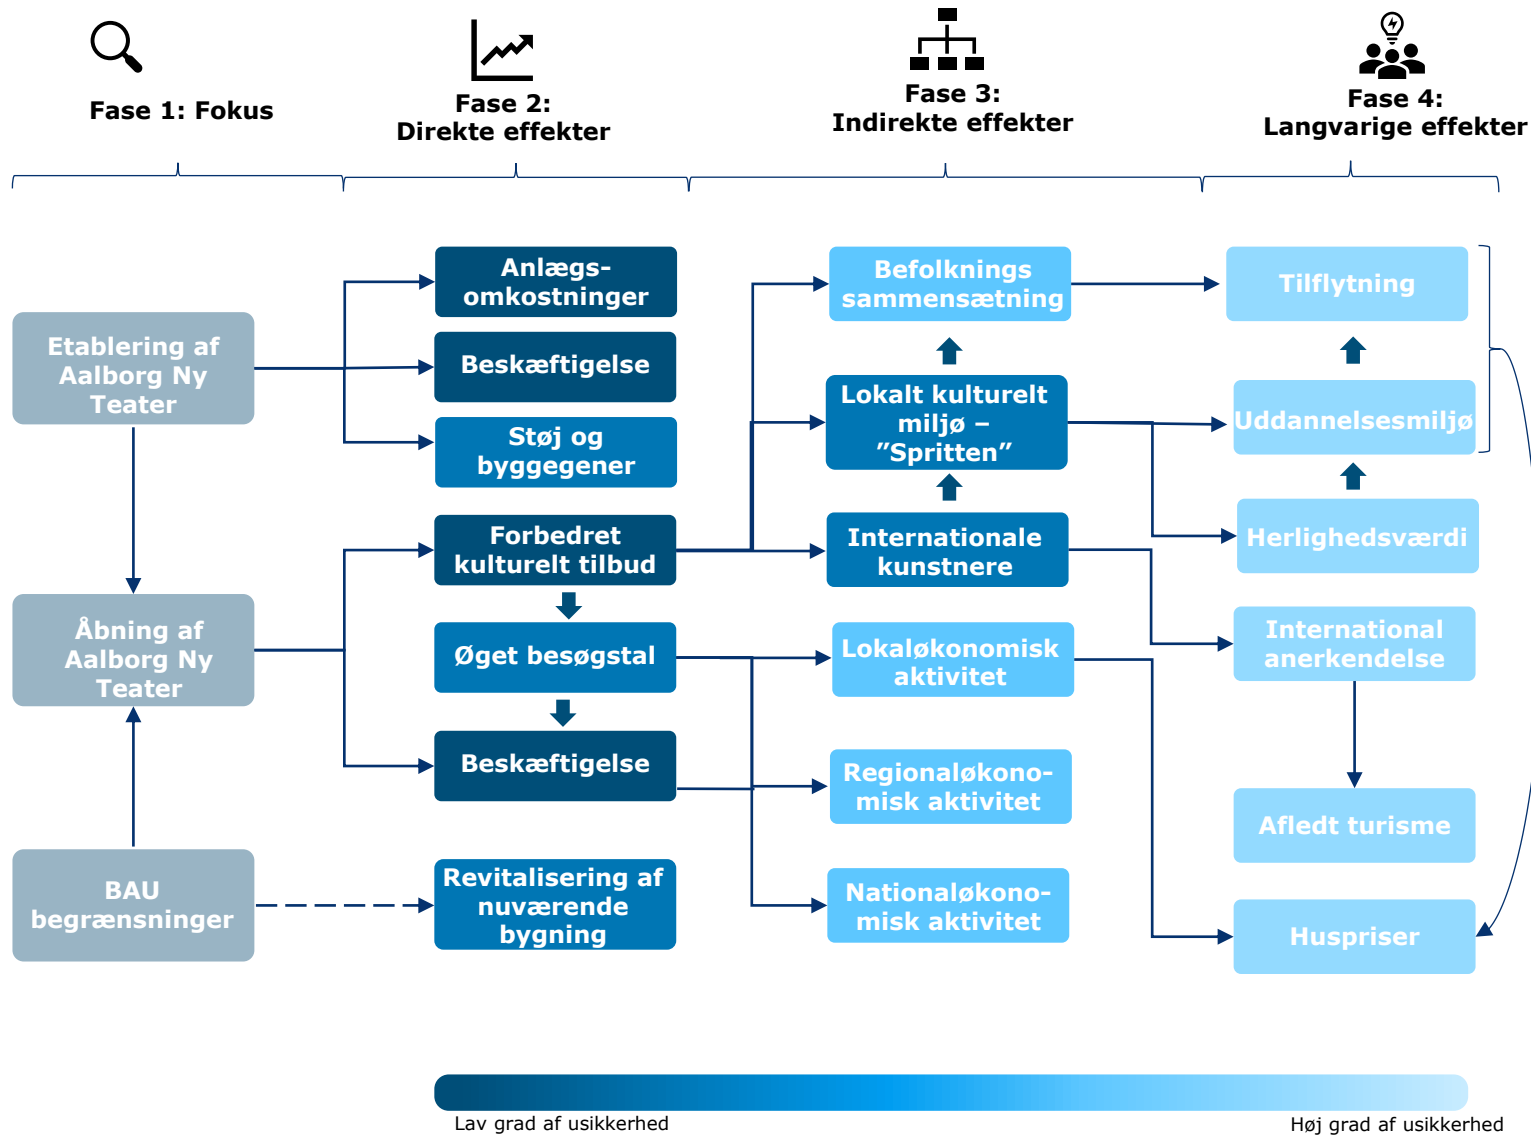 Fase 1: Fokus
Fase 2:
Direkte effekter
Fase 3:
Indirekte effekter
Fase 4:
Langvarige effekter
Etablering af
Aalborg Ny
Teater
Åbning af
Aalborg Ny
Teater
BAU
begrænsninger
Anlægs-
omkostninger
Beskæftigelse
Støj og
byggegener
Forbedret
kulturelt tilbud
Øget besøgstal
Beskæftigelse
Revitalisering af
nuværende
bygning
Befolknings
sammensætning
Lokalt kulturelt
miljø –
”Spritten”
Internationale
kunstnere
Lokaløkonomisk
aktivitet
Regionaløkono-
misk aktivitet
Nationaløkono-
misk aktivitet
Tilflytning
Uddannelsesmiljø
Herlighedsværdi
International
anerkendelse
Afledt turisme
Huspriser
Lav grad af usikkerhed
Høj grad af usikkerhed